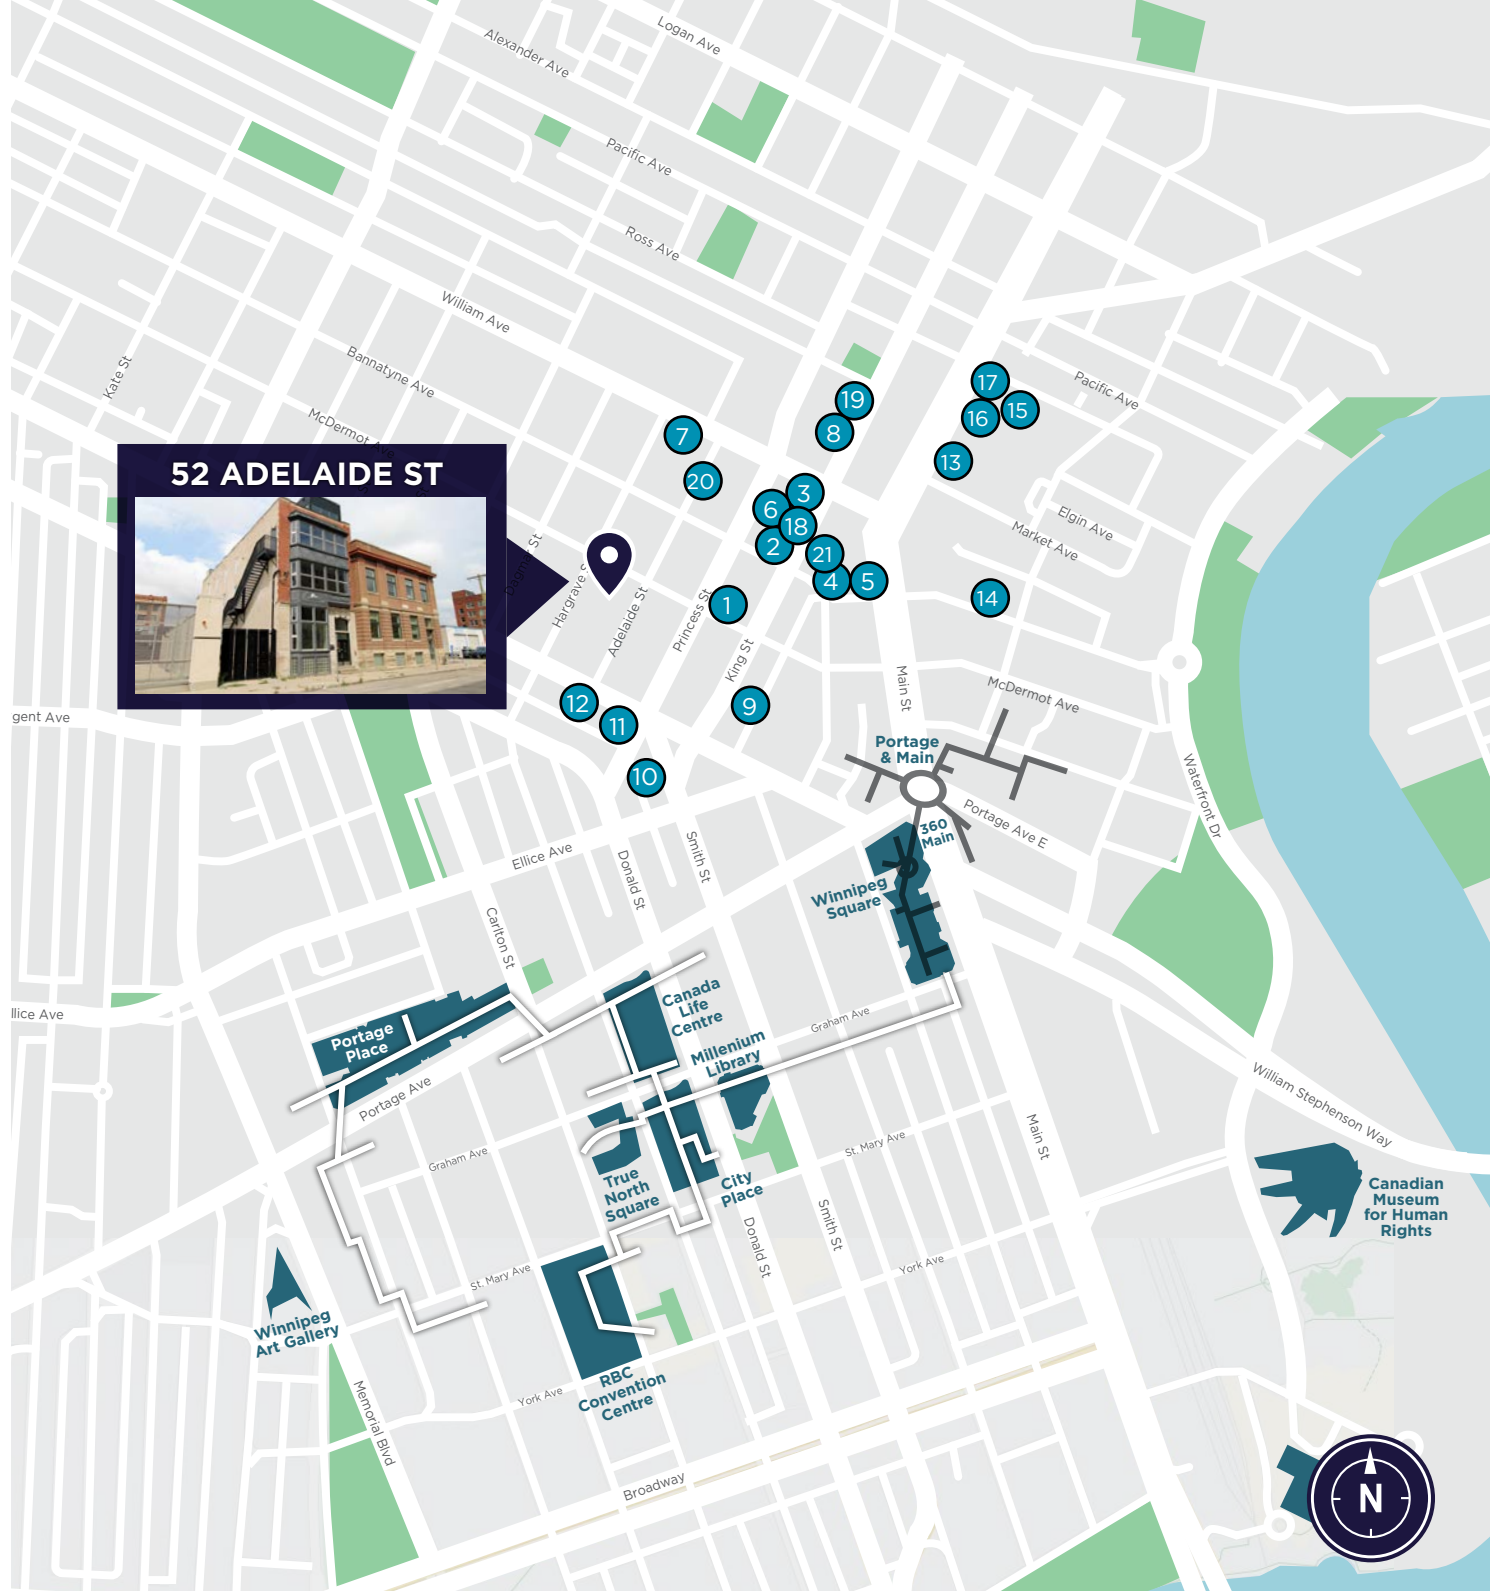 Logan Ave
Alexander Ave
Pacific Ave
Ross Ave
William Ave
Bannatyne Ave
Kate St
McDermot Ave
Pacific Ave
17
19
15
16
8
7
13
20
3
6
18
2
21
4
5
1
14
52 ADELAIDE ST
Elgin Ave
Market Ave
Hargrave S
Adelaide St
Princess St
King St
Main St
McDermot Ave
12
11
9
10
gent Ave
Portage
& Main
Waterfront Dr
Portage Ave E
360
Main
Ellice Ave
Donald St
Smith St
Winnipeg
Square
Carlton St
Canada
Life
Centre
llice Ave
Graham Ave
Portage
Place
Millenium
Library
Portage Ave
William Stephenson Way
Main St
Graham Ave
St. Mary Ave
True
North
Square
City
Place
Canadian
Museum
for Human
Rights
Donald St
Smith St
St. Mary Ave
York Ave
Winnipeg
Art Gallery
RBC
Convention
Centre
York Ave
Memorial Blvd
Broadway
N